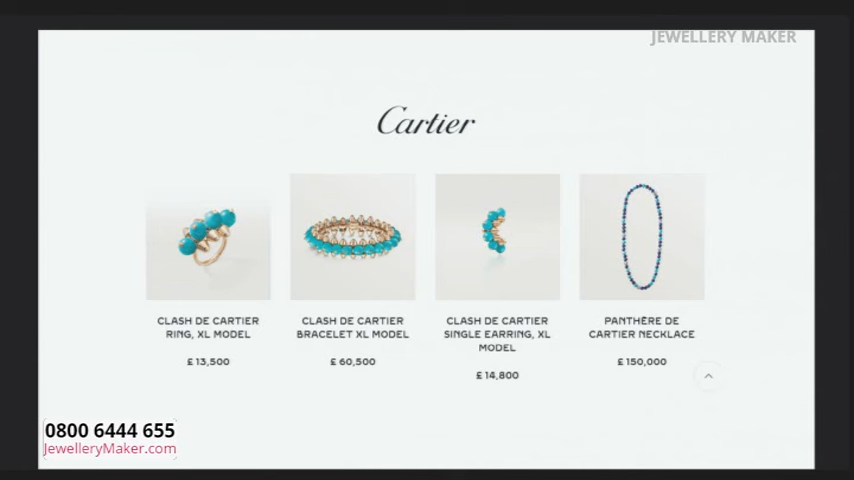 JEWELLERY MAKER
Cartier
CLASH DE CARTIER
RING, XL MODEL
£ 13,500
CLASH DE CARTIER
BRACELET XL MODEL
£ 60,500
CLASH DE CARTIER
SINGLE EARRING, XL
MODEL
£ 14,800
PANTHÈRE DE
CARTIER NECKLACE
£ 150,000
0800 6444 655
JewelleryMaker.com